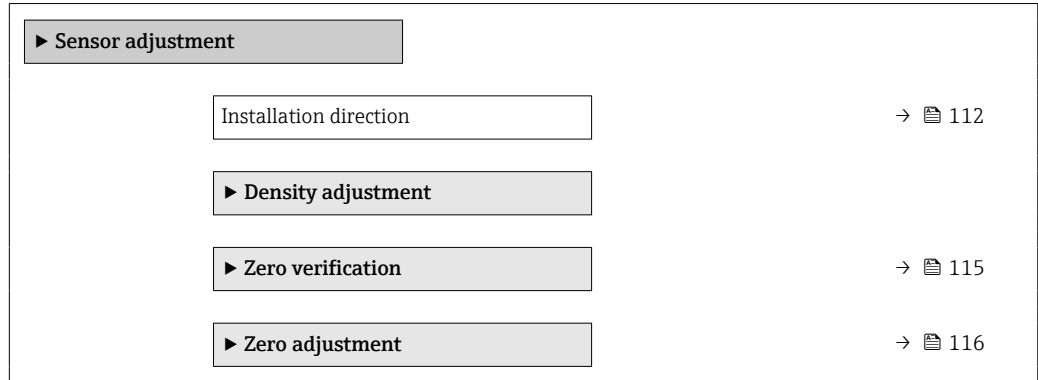 ▶ Sensor adjustment
Installation direction → 112
▶ Density adjustment
▶ Zero verification → 115
▶ Zero adjustment → 116